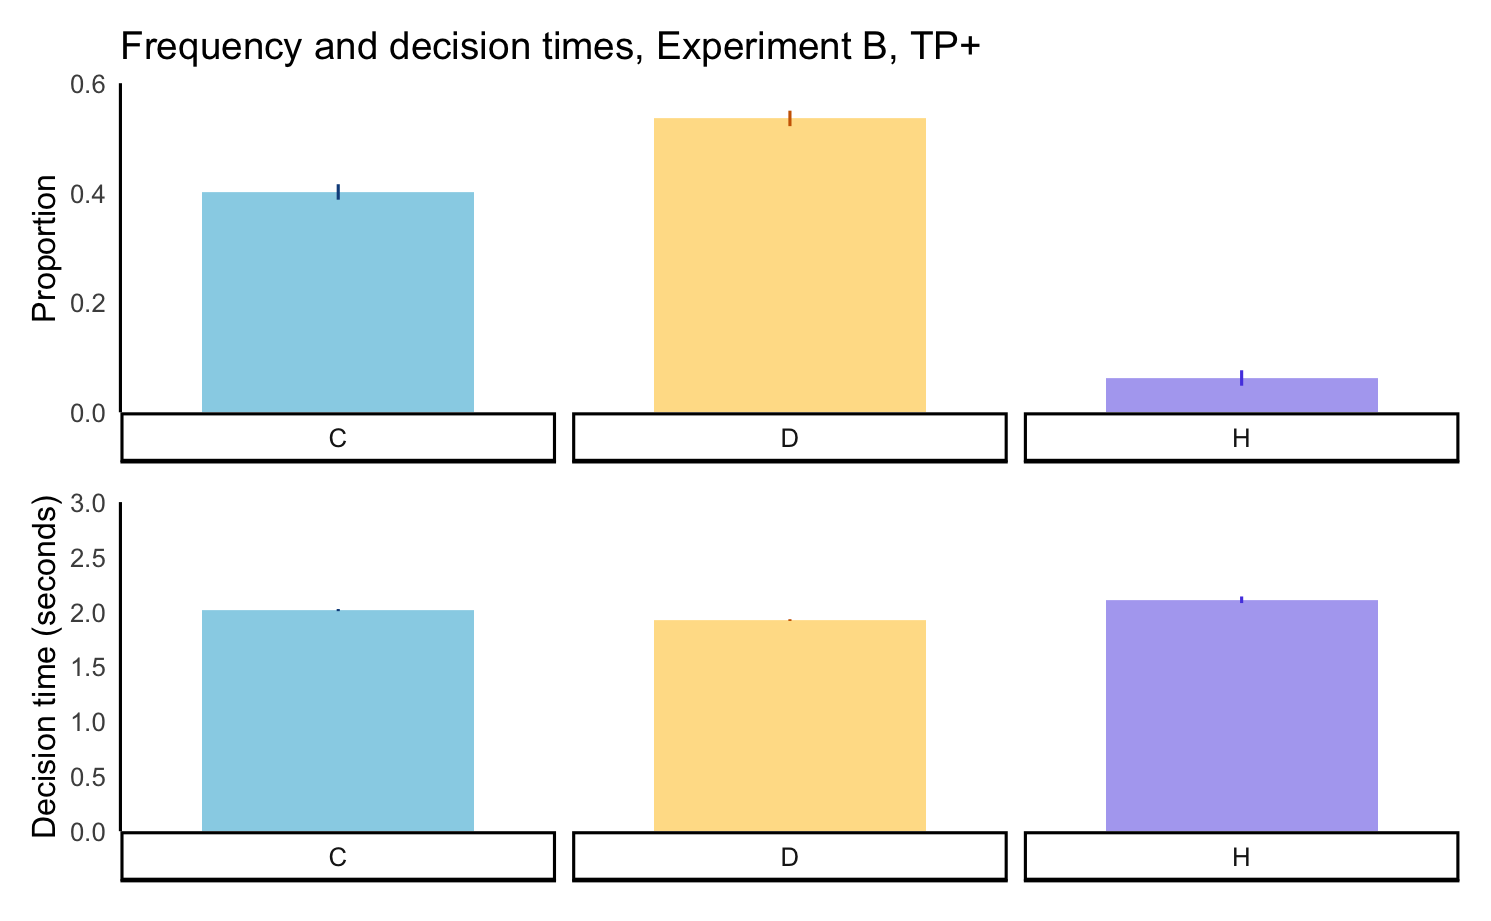 Frequency and decision times, Experiment B, TP+
Proportion
0.6
0.4
0.2
0.0
C
D
H
Decision time (seconds)
3.0
2.5
2.0
1.5
1.0
0.5
0.0
C
D
H